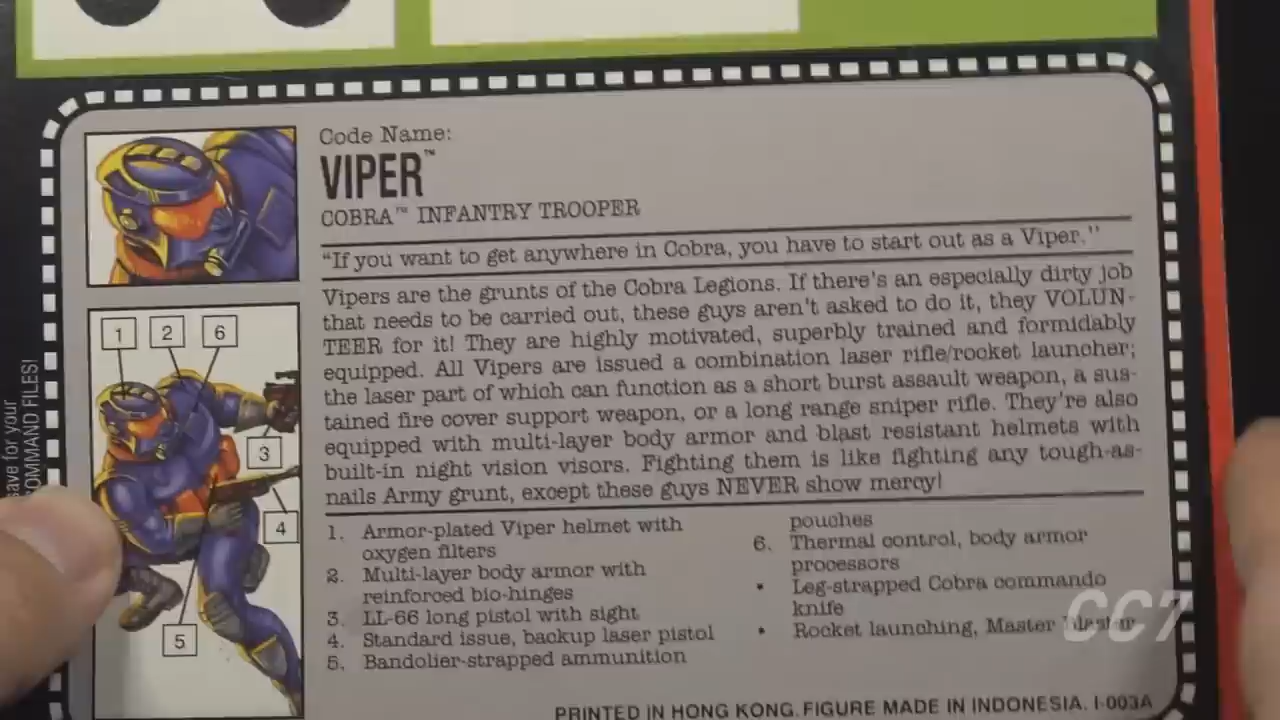 Code Name:
VIPER™
COBRA™ INFANTRY TROOPER
“If you want to get anywhere in Cobra, you have to start out as a Viper.’’
Vipers are the grunts of the Cobra Legions. If there's an especially dirty job
that needs to be carried out, these guys aren't asked to do it, they VOLUN-
TEER for it! They are highly motivated, superbly trained and formidably
equipped. All Vipers are issued a combination laser rifle/rocket launcher;
the laser part of which can function as a short burst assault weapon, a sus-
tained fire cover support weapon, or a long range sniper rifle. They're also
equipped with multi-layer body armor and blast resistant helmets with
built-in night vision visors. Fighting them is like fighting any tough-as-
nails Army grunt, except these guys NEVER show mercy!
1 2 6
3
4
5
1. Armor-plated Viper helmet with
oxygen filters
2. Multi-layer body armor with
reinforced bio-hinges
3. LL-66 long pistol with sight
4. Standard issue, backup laser pistol
5. Bandolier-strapped ammunition
pouches
6. Thermal control, body armor
processors
• Leg-strapped Cobra commando
knife
• Rocket launching, Master Blaster
PRINTED IN HONG KONG. FIGURE MADE IN INDONESIA. I-003A
save for your
COMMAND FILES!
CC7